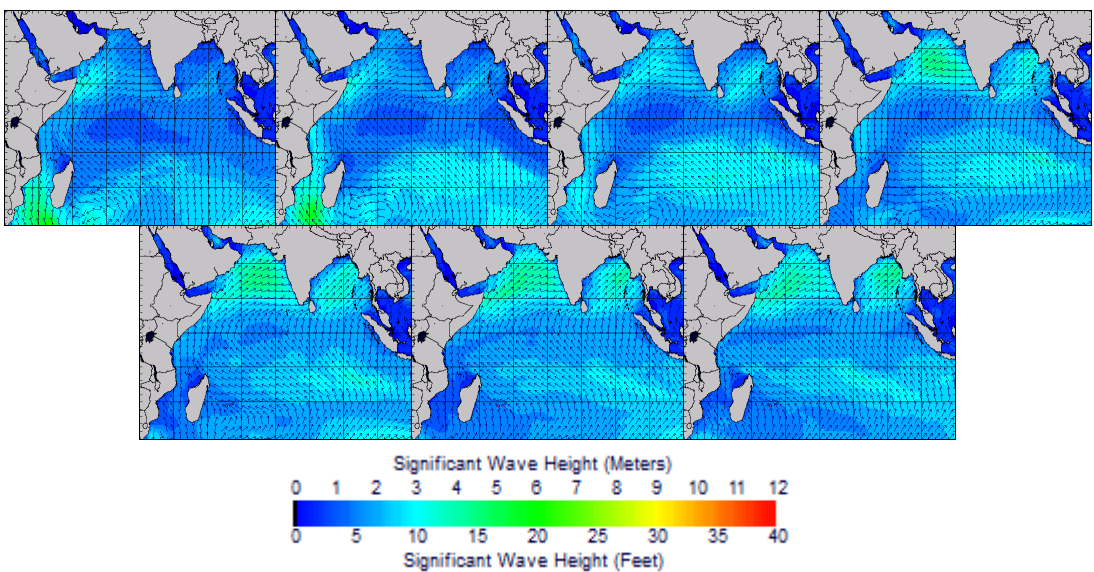 Significant Wave Height (Meters)
0 1 2 3 4 5 6 7 8 9 10 11 12
0 5 10 15 20 25 30 35 40
Significant Wave Height (Feet)